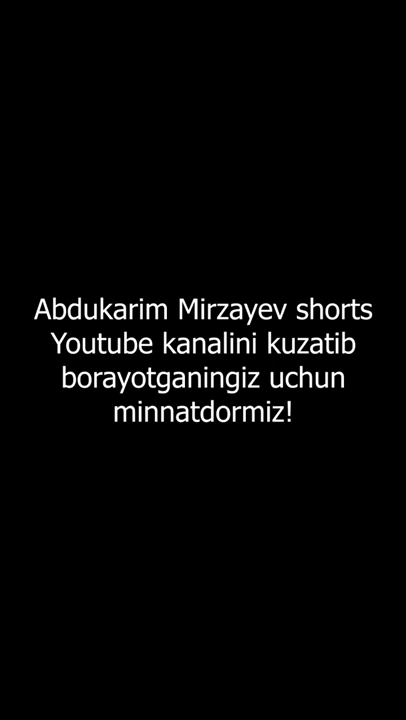 Abdukarim Mirzayev shorts
Youtube kanalini kuzatib
borayotganingiz uchun
minnatdormiz!